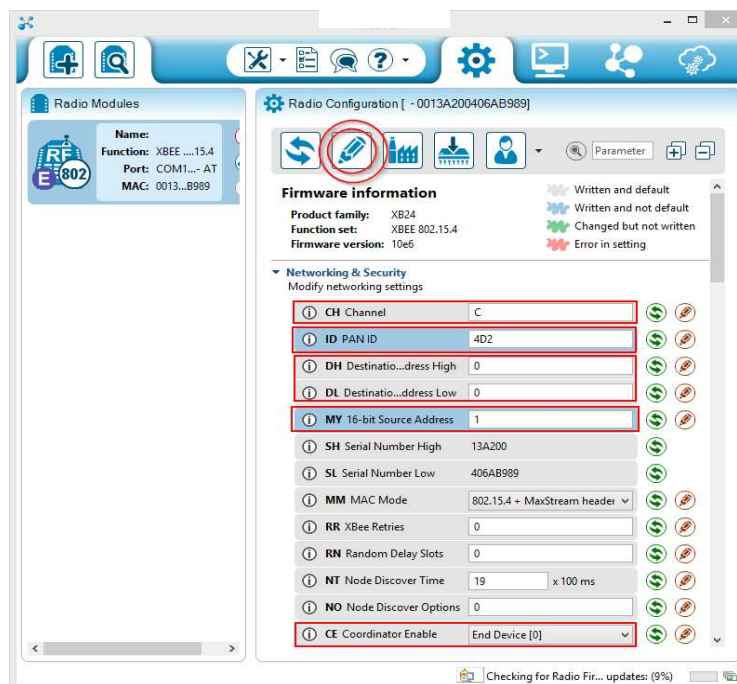 Radio Modules
Name:
Function: XBEE ....15.4
Port: COM1...- AT
MAC: 0013...B989
RF
E 802
Radio Configuration [ - 0013A200406AB989]
Parameter
Firmware information
Product family: XB24
Function set: XBEE 802.15.4
Firmware version: 10e6
Written and default
Written and not default
Changed but not written
Error in setting
Networking & Security
Modify networking settings
CH Channel C
ID PAN ID 4D2
DH Destinatio...dress High 0
DL Destinatio...ddress Low 0
MY 16-bit Source Address 1
SH Serial Number High 13A200
SL Serial Number Low 406AB989
MM MAC Mode 802.15.4 + MaxStream header
RR XBee Retries 0
RN Random Delay Slots 0
NT Node Discover Time 19 x 100 ms
NO Node Discover Options 0
CE Coordinator Enable End Device [0]
Checking for Radio Fir... updates: (9%)